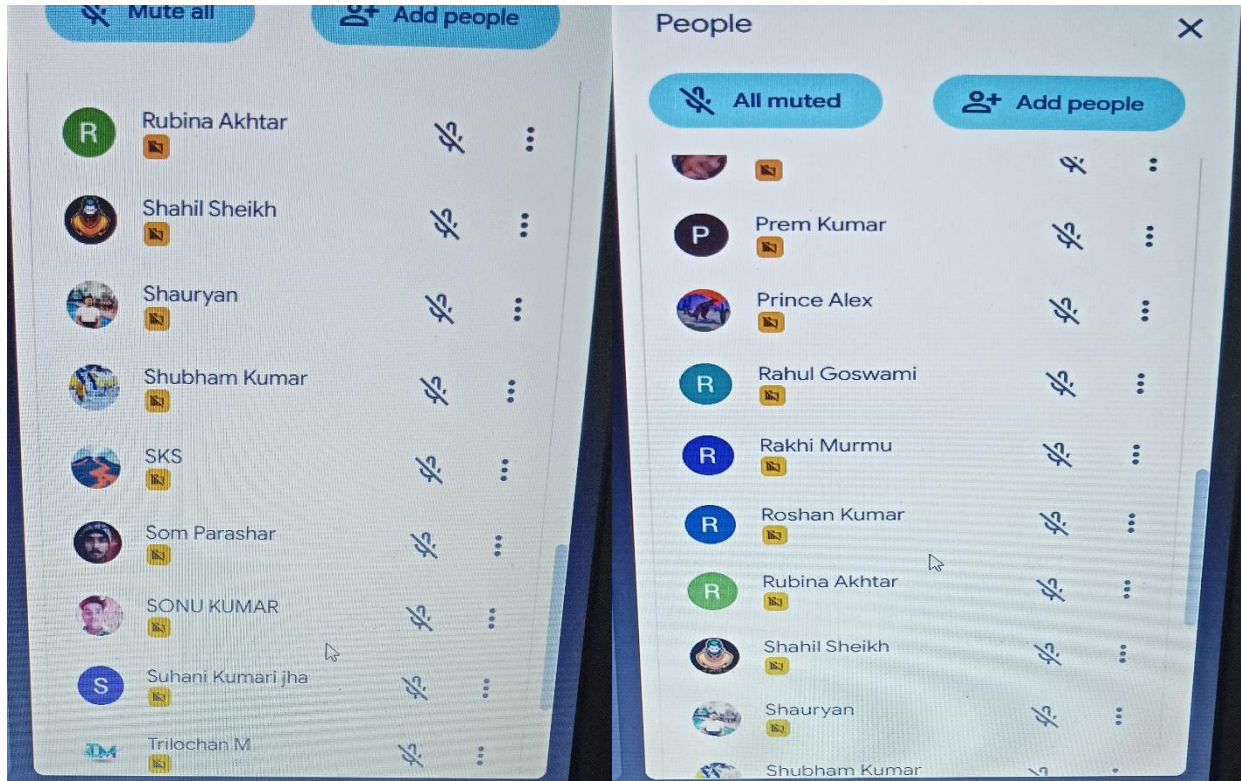 Mute all
Add people
R
Rubina Akhtar
Shahil Sheikh
Shauryan
Shubham Kumar
SKS
Som Parashar
SONU KUMAR
S
Suhani Kumari jha
TM
Trilochan M
People
All muted
Add people
P
Prem Kumar
Prince Alex
R
Rahul Goswami
R
Rakhi Murmu
R
Roshan Kumar
R
Rubina Akhtar
Shahil Sheikh
Shauryan
Shubham Kumar